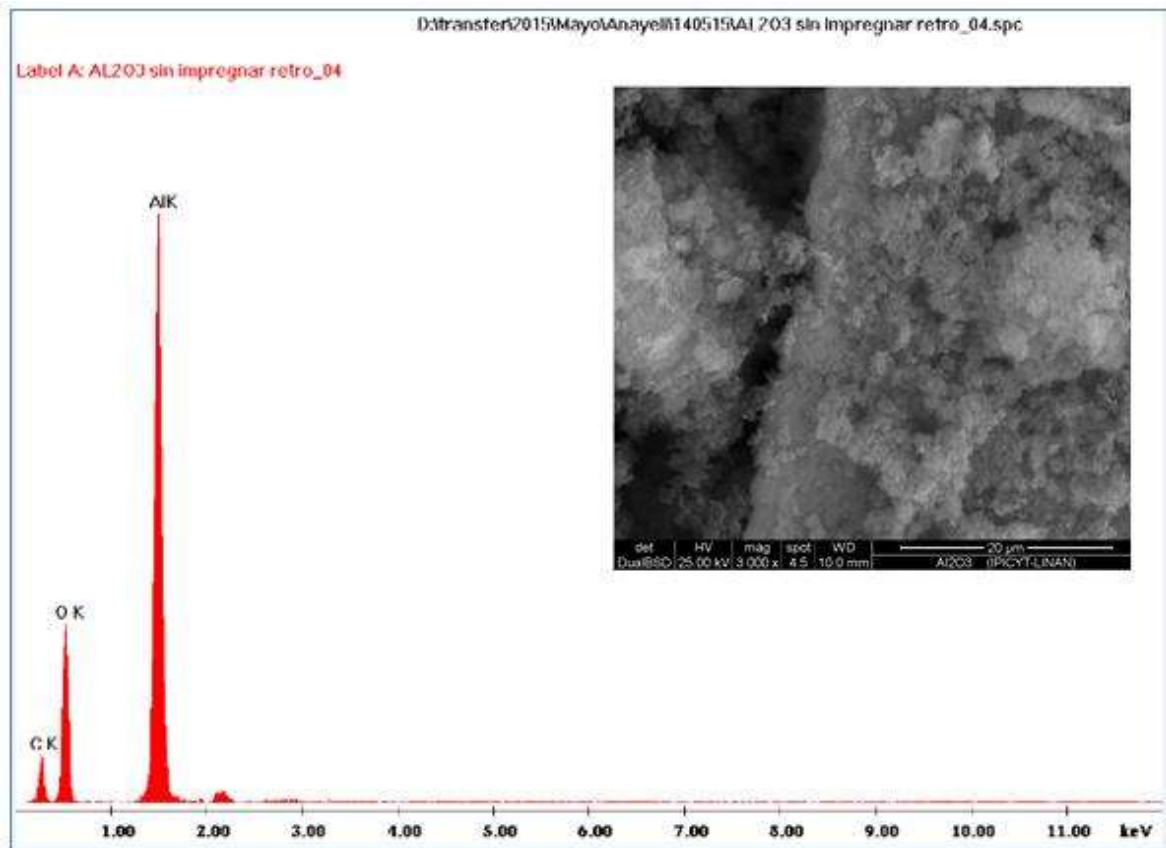 D:\transfer\2015\Mayo\Anayeli\140515\AL2O3 sin impregnar retro_04.spc
Label A: AL2O3 sin impregnar retro_04
AlK
O K
C K
det HV mag spot WD 20 µm
DualBSD 25.00 kV 3 000 x 4.5 10.0 mm Al2O3 (IPICYT-LINAN)
1.00 2.00 3.00 4.00 5.00 6.00 7.00 8.00 9.00 10.00 11.00 keV